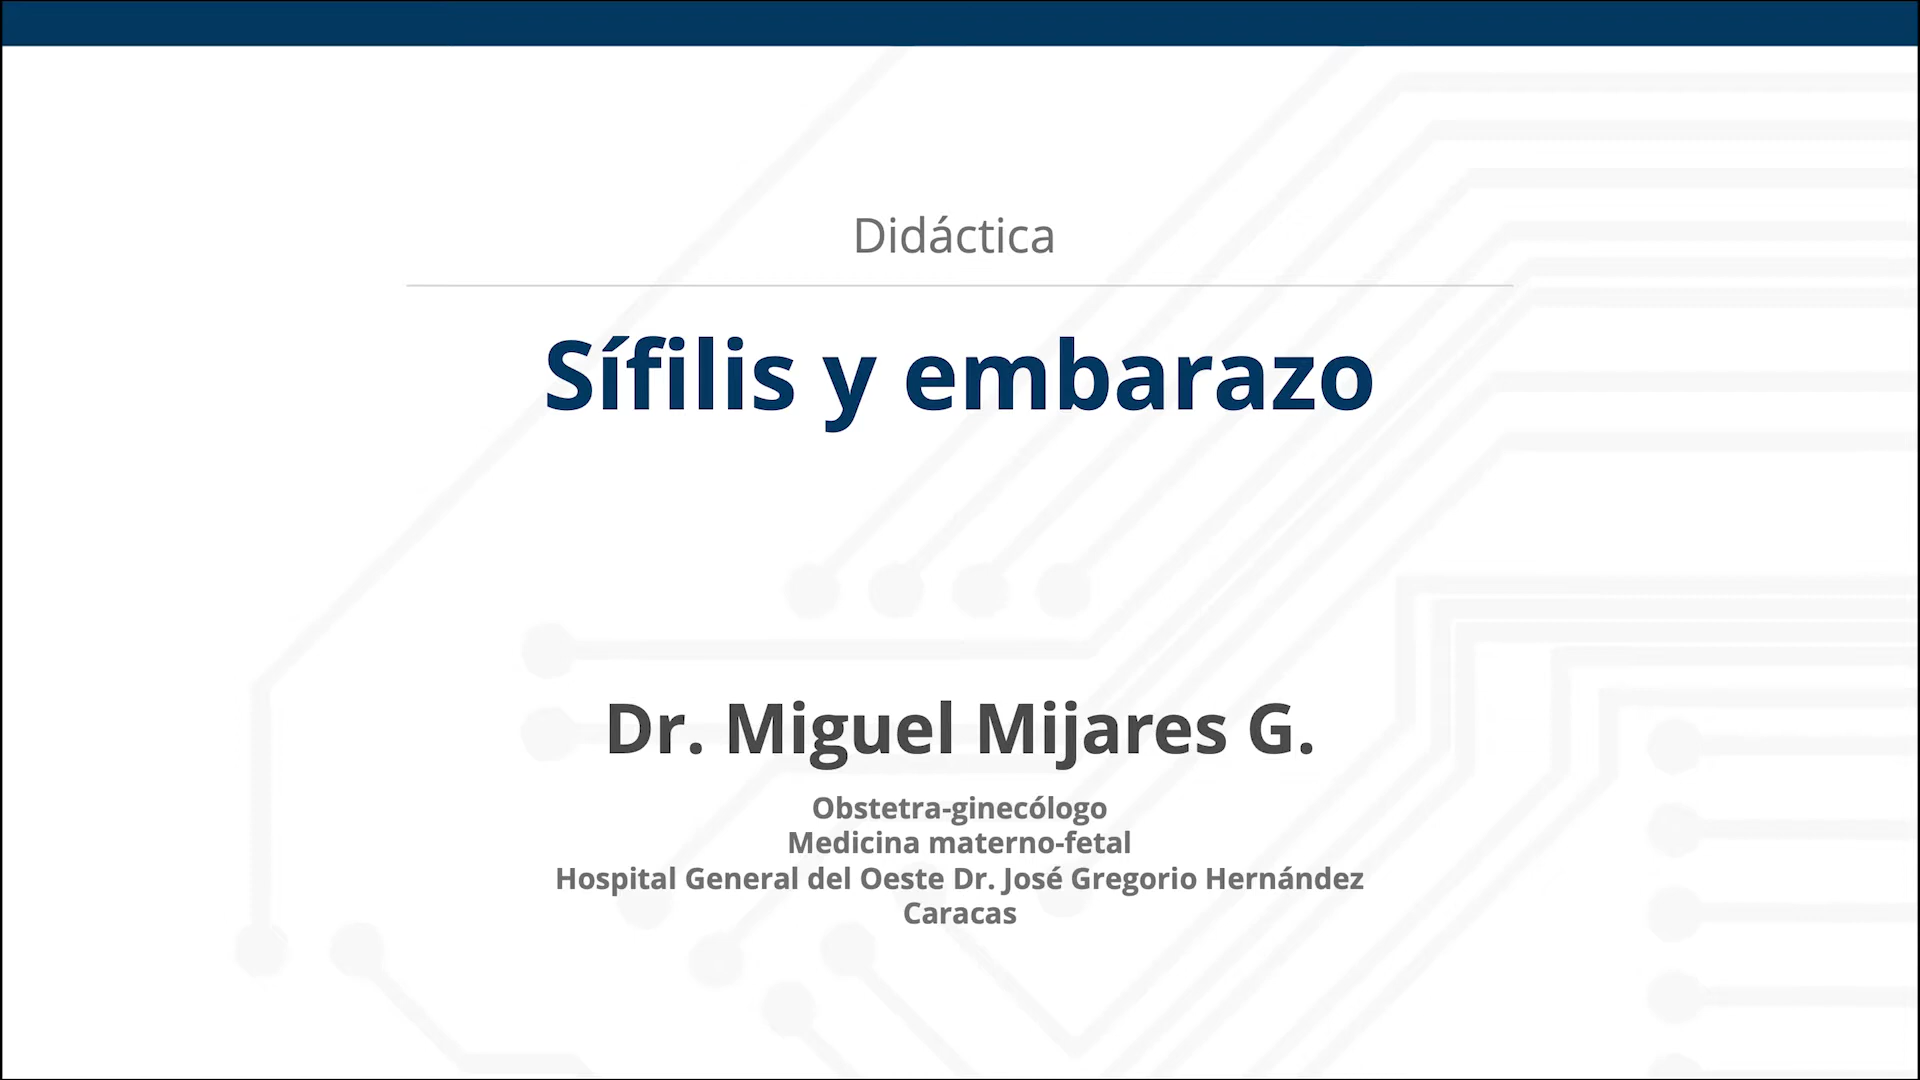 Didáctica
Sífilis y embarazo
Dr. Miguel Mijares G.
Obstetra-ginecólogo
Medicina materno-fetal
Hospital General del Oeste Dr. José Gregorio Hernández
Caracas